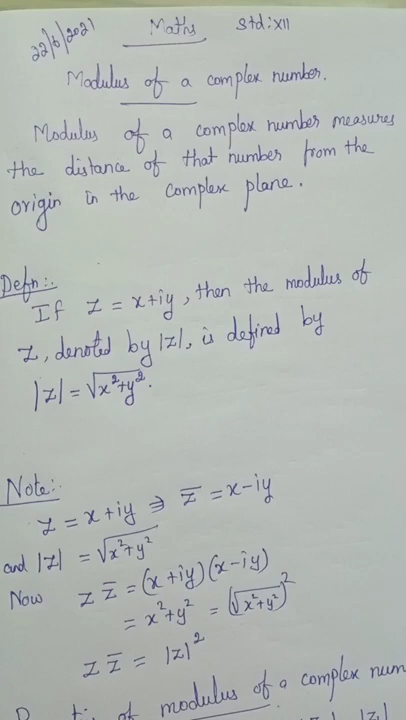 22/6/2021 Maths Std:XII
Modulus of a complex number.
Modulus of a complex number measures
the distance of that number from the
origin in the complex plane.
Defn:.
If z = x+iy, then the modulus of
z, denoted by |z|, is defined by
|z| = √x²+y².
Note:.
z = x+iy ∋ z̄ = x-iy
and |z| = √x²+y²
Now z z̄ = (x+iy)(x-iy)
= x²+y² = (√x²+y²)²
z z̄ = |z|²
of modulus of a complex num